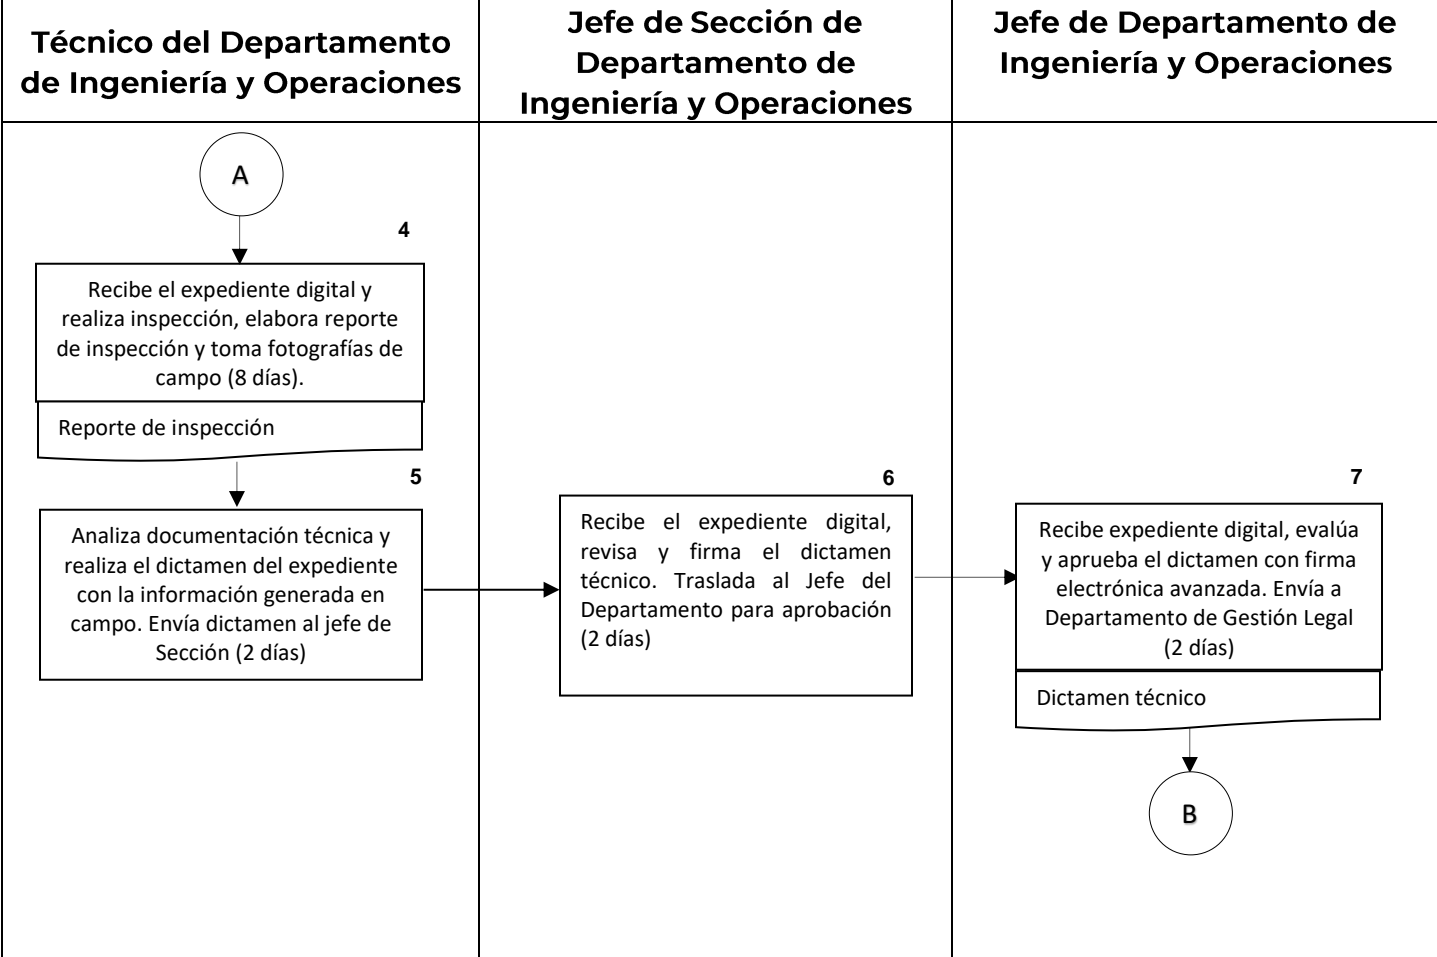 Técnico del Departamento
de Ingeniería y Operaciones
Jefe de Sección de
Departamento de
Ingeniería y Operaciones
Jefe de Departamento de
Ingeniería y Operaciones
A
4
Recibe el expediente digital y
realiza inspección, elabora reporte
de inspección y toma fotografías de
campo (8 días).
Reporte de inspección
5
Analiza documentación técnica y
realiza el dictamen del expediente
con la información generada en
campo. Envía dictamen al jefe de
Sección (2 días)
6
Recibe el expediente digital,
revisa y firma el dictamen
técnico. Traslada al Jefe del
Departamento para aprobación
(2 días)
7
Recibe expediente digital, evalúa
y aprueba el dictamen con firma
electrónica avanzada. Envía a
Departamento de Gestión Legal
(2 días)
Dictamen técnico
B